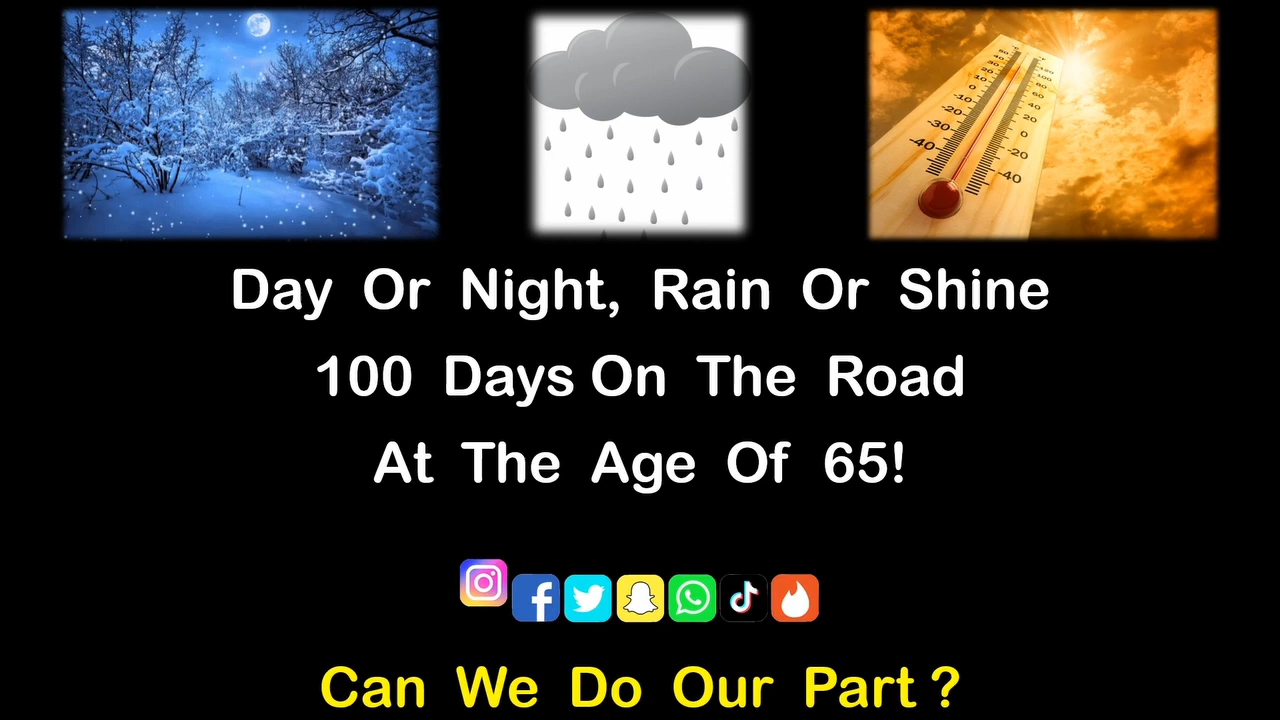 Day Or Night, Rain Or Shine
100 Days On The Road
At The Age Of 65!
Can We Do Our Part ?